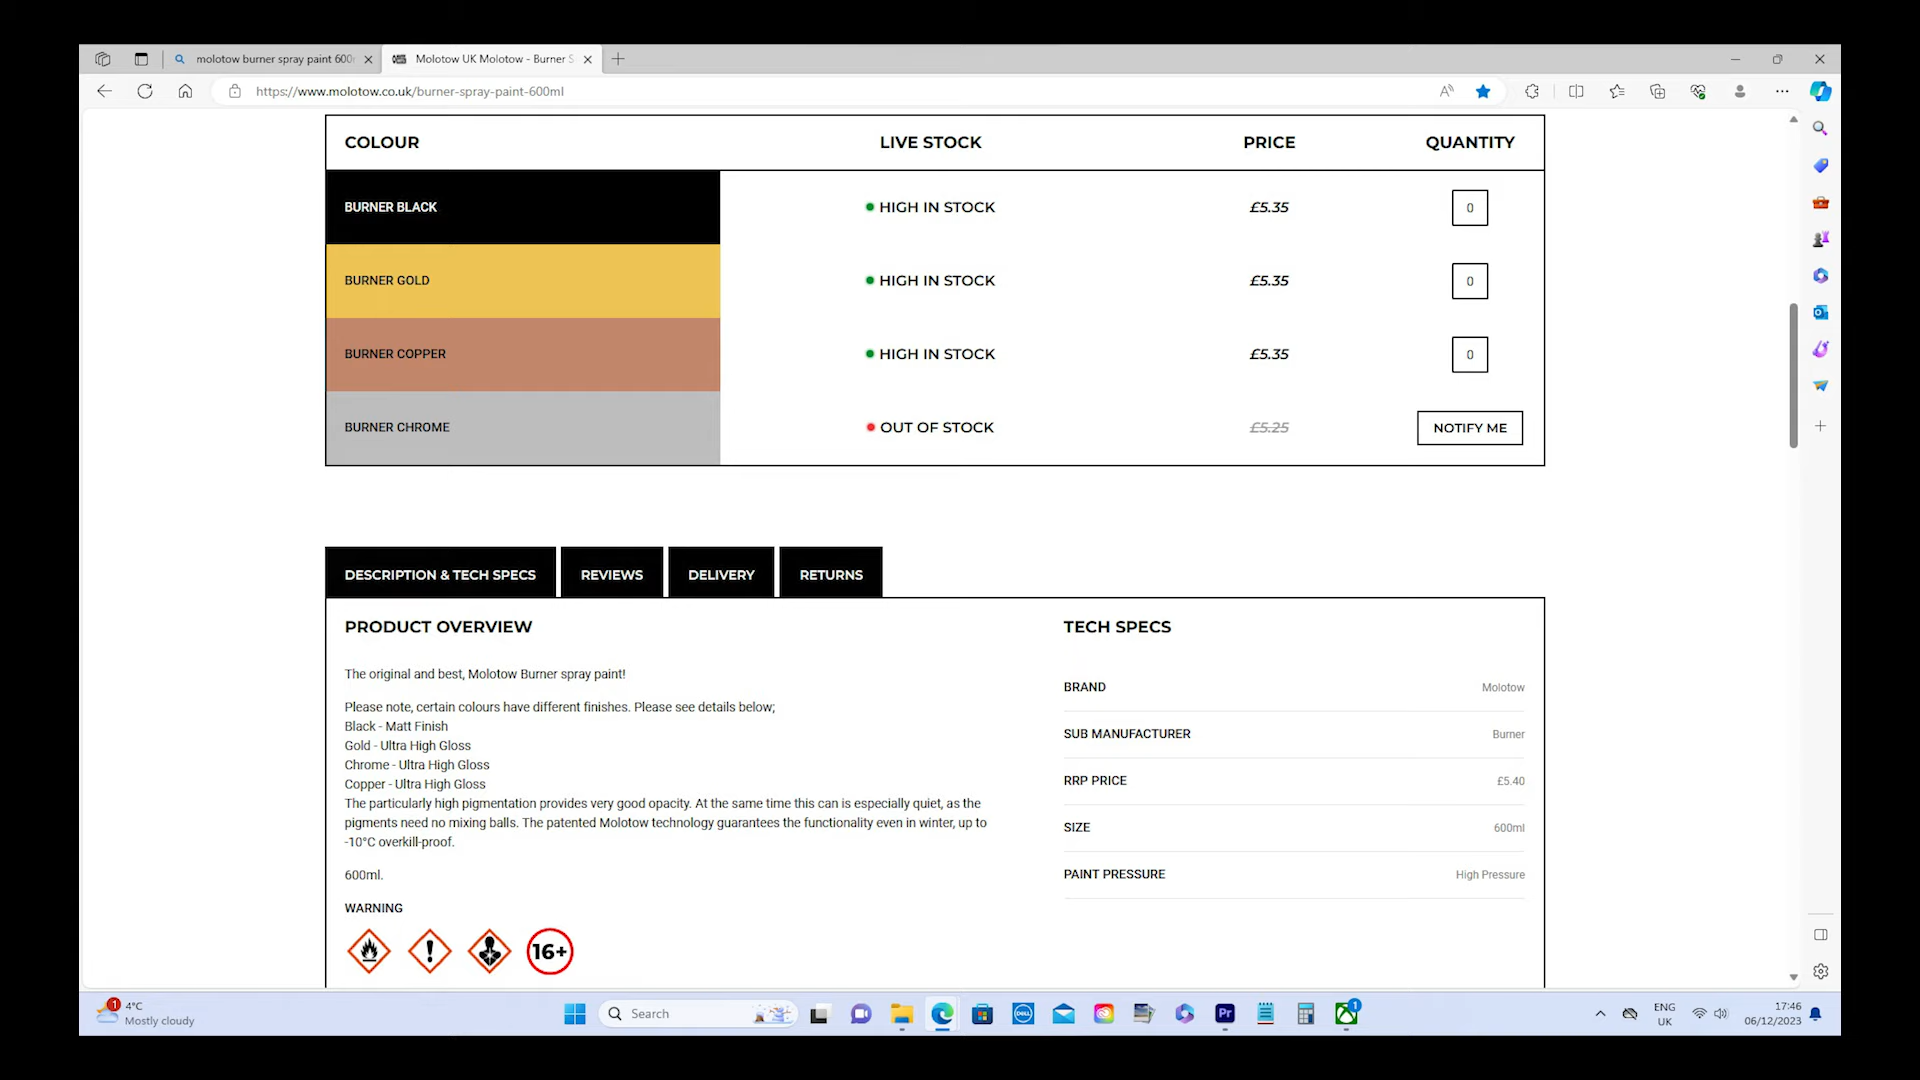 molotow burner spray paint 600
Molotow UK Molotow - Burner S
https://www.molotow.co.uk/burner-spray-paint-600ml
COLOUR LIVE STOCK PRICE QUANTITY
BURNER BLACK HIGH IN STOCK £5.35 0
BURNER GOLD HIGH IN STOCK £5.35 0
BURNER COPPER HIGH IN STOCK £5.35 0
BURNER CHROME OUT OF STOCK £5.25 NOTIFY ME
DESCRIPTION & TECH SPECS REVIEWS DELIVERY RETURNS
PRODUCT OVERVIEW
The original and best, Molotow Burner spray paint!
Please note, certain colours have different finishes. Please see details below;
Black - Matt Finish
Gold - Ultra High Gloss
Chrome - Ultra High Gloss
Copper - Ultra High Gloss
The particularly high pigmentation provides very good opacity. At the same time this can is especially quiet, as the
pigments need no mixing balls. The patented Molotow technology guarantees the functionality even in winter, up to
-10°C overkill-proof.
600ml.
WARNING
16+
TECH SPECS
BRAND Molotow
SUB MANUFACTURER Burner
RRP PRICE £5.40
SIZE 600ml
PAINT PRESSURE High Pressure
1
4°C
Mostly cloudy
Search
DELL
Pr
1
ENG
UK
17:46
06/12/2023